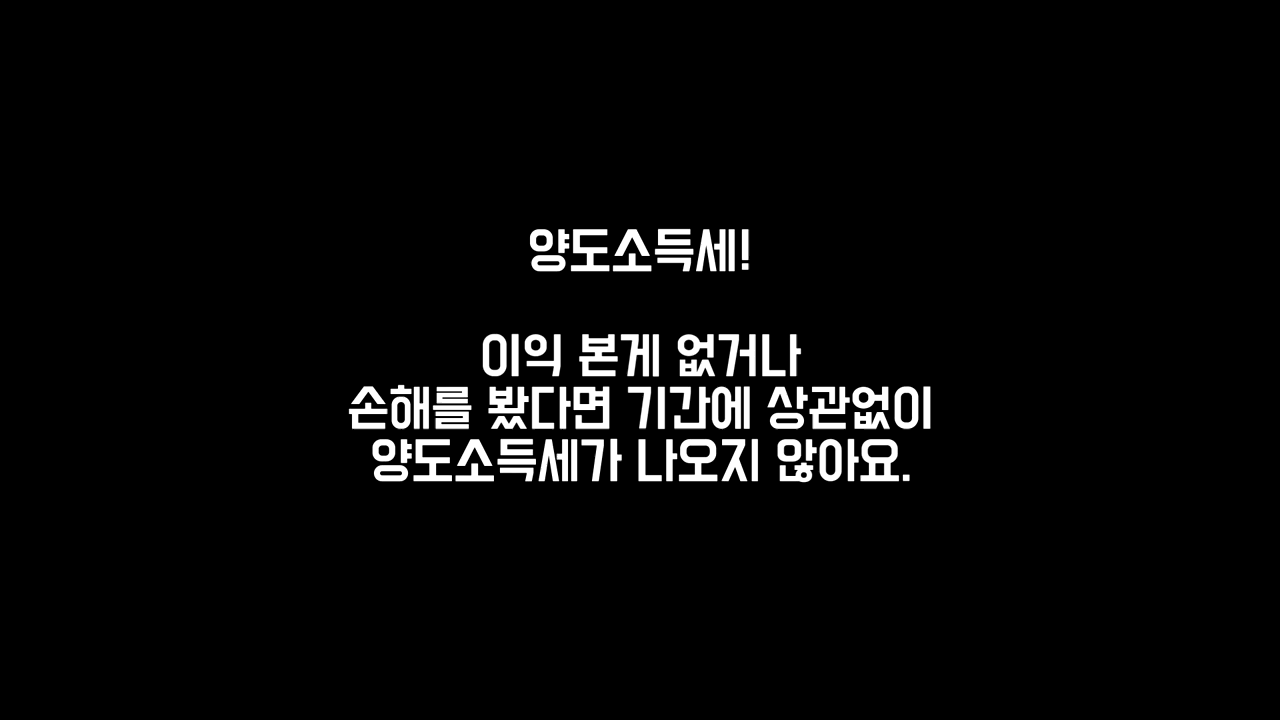 양도소득세!
이익 본게 없거나
손해를 봤다면 기간에 상관없이
양도소득세가 나오지 않아요.